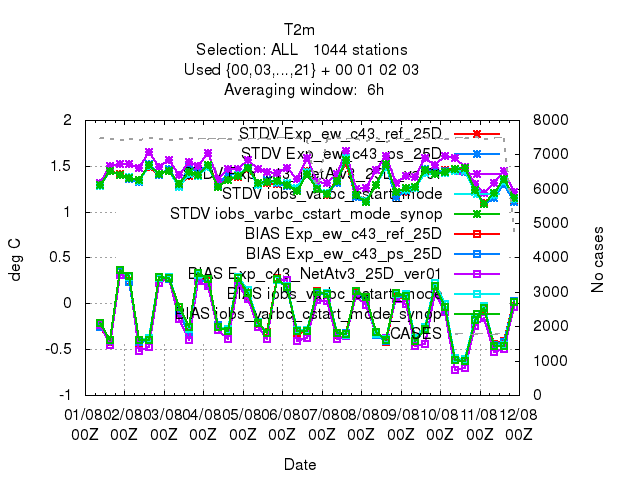 T2m
Selection: ALL   1044 stations
Used {00,03,...,21} + 00 01 02 03
Averaging window:  6h
2
1.5
1
0.5
0
-0.5
-1
deg C
8000
7000
6000
5000
4000
3000
2000
1000
0
No cases
STDV Exp_ew_c43_ref_25D
STDV Exp_ew_c43_ps_25D
STDV Exp_c43_NetAtv3_25D_ver01
STDV iobs_varbc_cstart_mode
STDV iobs_varbc_cstart_mode_synop
BIAS Exp_ew_c43_ref_25D
BIAS Exp_ew_c43_ps_25D
BIAS Exp_c43_NetAtv3_25D_ver01
BIAS iobs_varbc_cstart_mode
BIAS iobs_varbc_cstart_mode_synop
CASES
01/08 02/08 03/08 04/08 05/08 06/08 07/08 08/08 09/08 10/08 11/08 12/08
00Z 00Z 00Z 00Z 00Z 00Z 00Z 00Z 00Z 00Z 00Z 00Z
Date